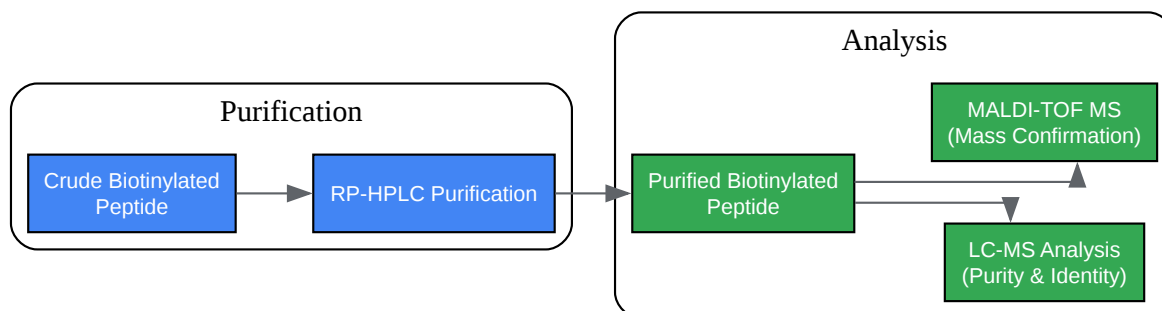 Purification
Crude Biotinylated
Peptide
RP-HPLC Purification
Analysis
Purified Biotinylated
Peptide
MALDI-TOF MS
(Mass Confirmation)
LC-MS Analysis
(Purity & Identity)